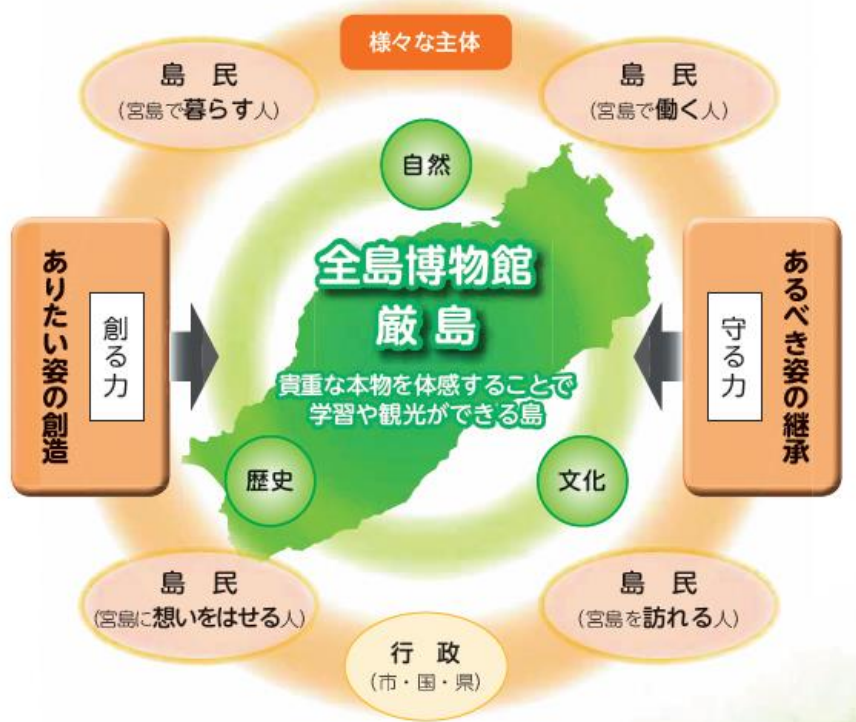 様々な主体
島 民
(宮島で暮らす人)
島 民
(宮島で働く人)
自然
全島博物館
厳 島
貴重な本物を体感することで
学習や観光ができる島
ありたい姿の創造
創る力
守る力
あるべき姿の継承
歴史
文化
島 民
(宮島に想いをはせる人)
島 民
(宮島を訪れる人)
行 政
(市・国・県)